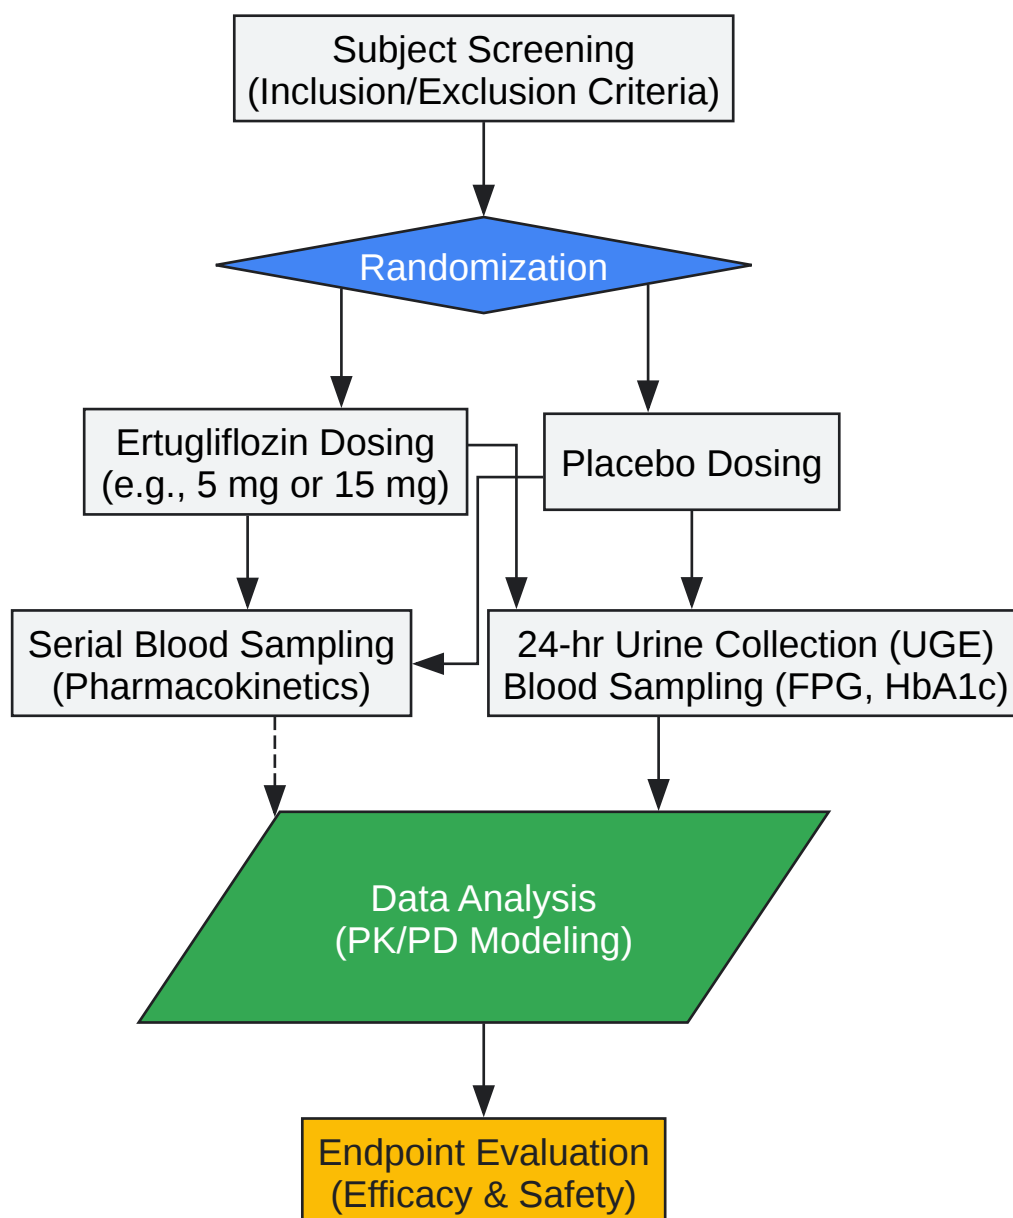 Subject Screening
(Inclusion/Exclusion Criteria)
Randomization
Ertugliflozin Dosing
(e.g., 5 mg or 15 mg)
Placebo Dosing
Serial Blood Sampling
(Pharmacokinetics)
24-hr Urine Collection (UGE)
Blood Sampling (FPG, HbA1c)
Data Analysis
(PK/PD Modeling)
Endpoint Evaluation
(Efficacy & Safety)